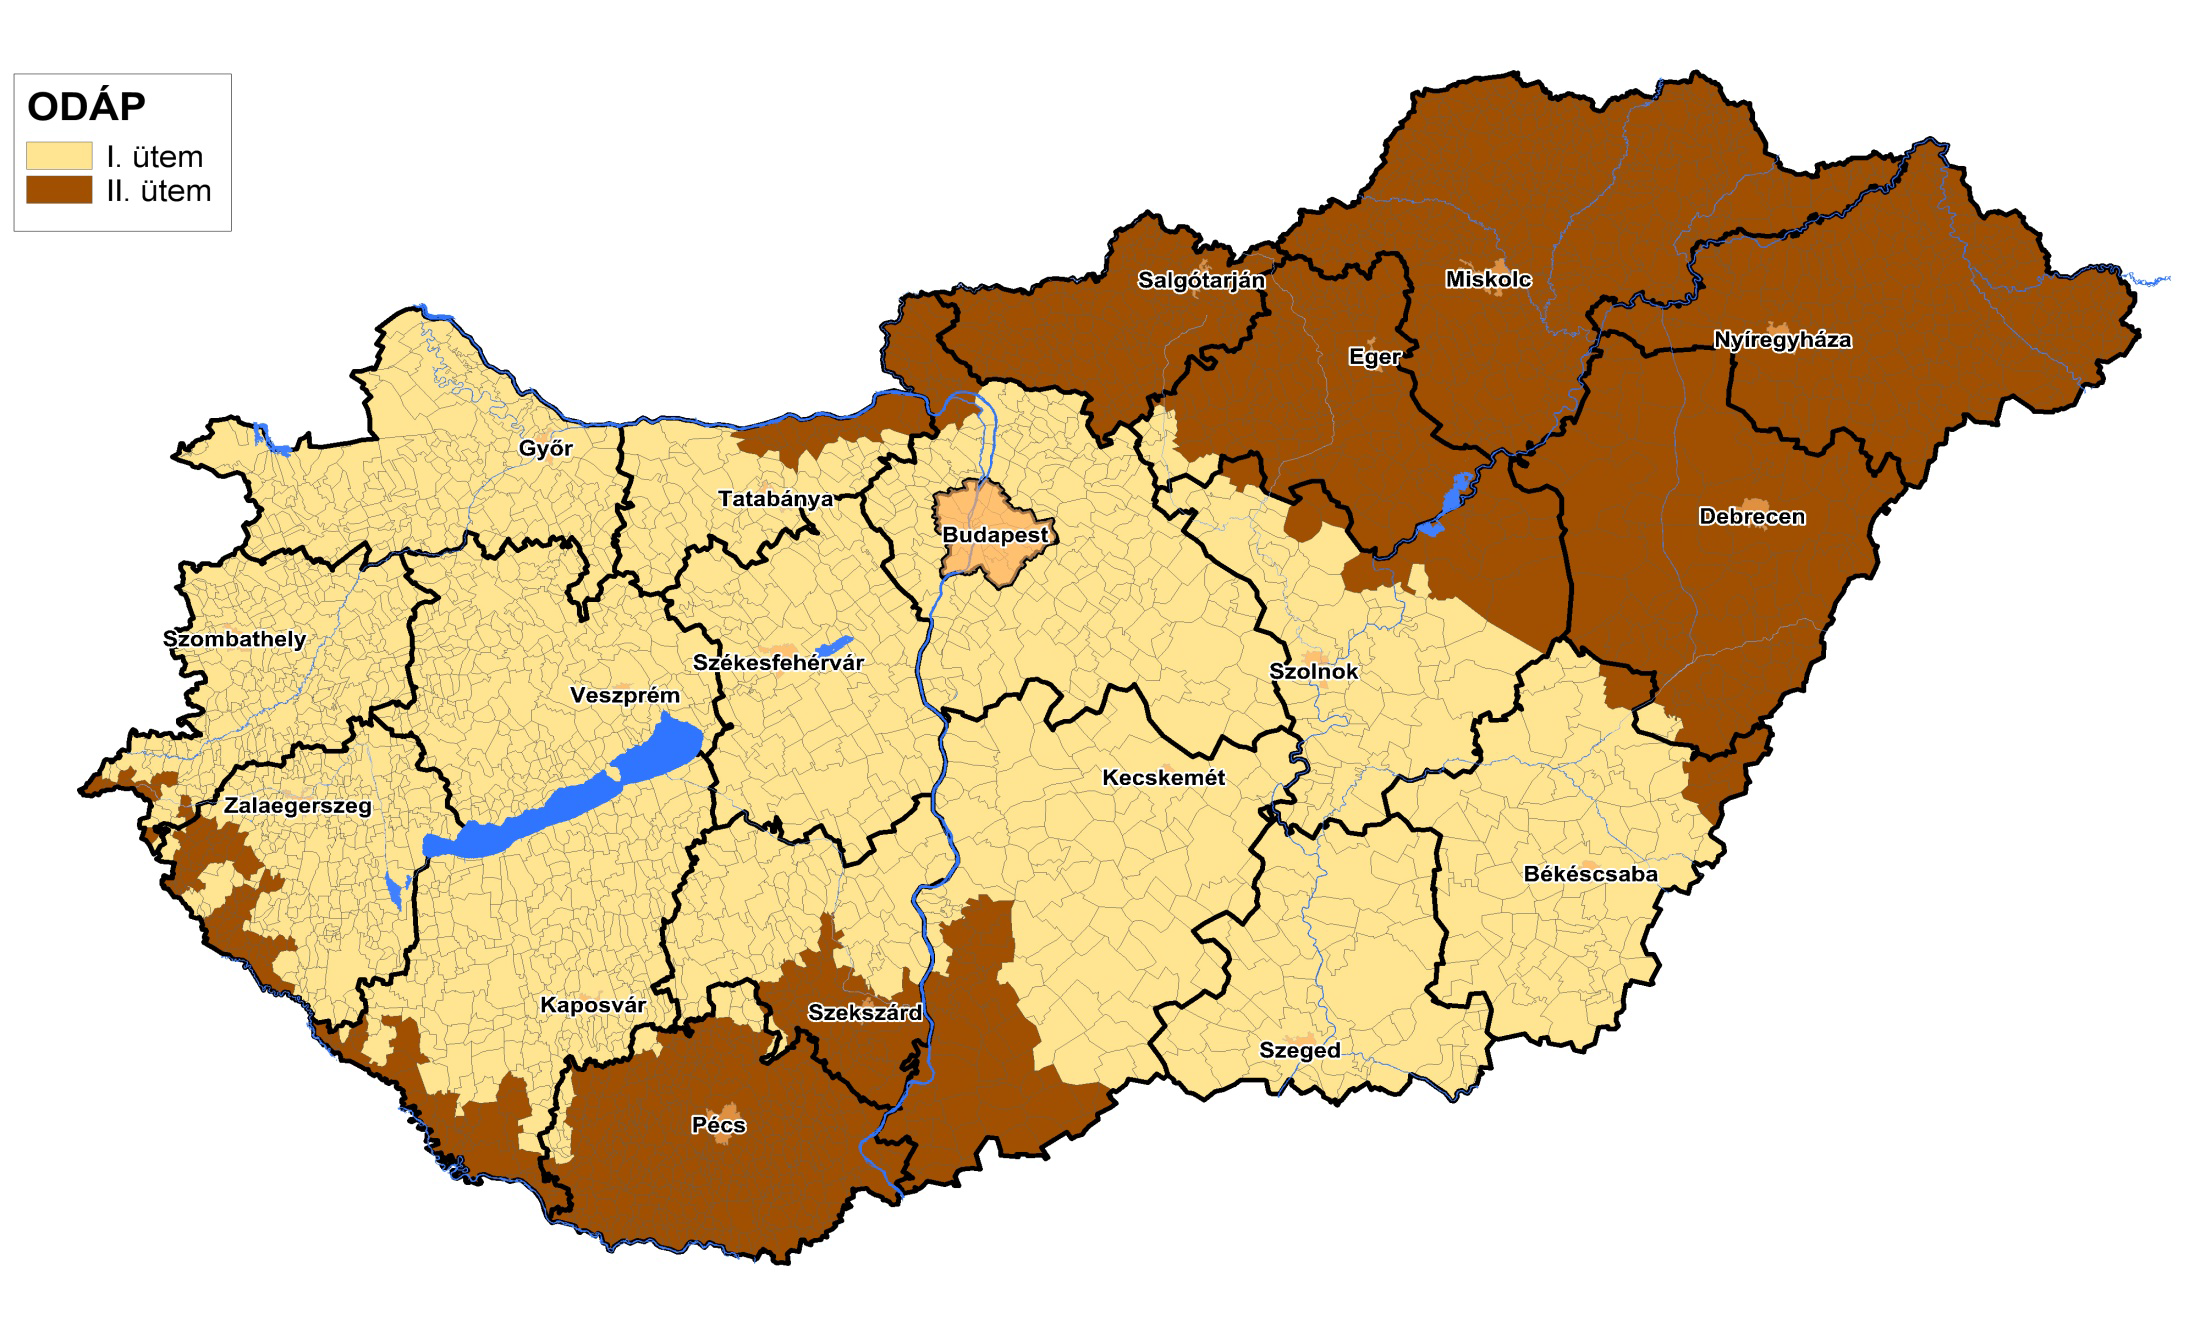 ODÁP
I. ütem
II. ütem
Salgótarján
Miskolc
Nyíregyháza
Eger
Győr
Tatabánya
Debrecen
Budapest
Szombathely
Székesfehérvár
Szolnok
Veszprém
Kecskemét
Zalaegerszeg
Békéscsaba
Kaposvár
Szekszárd
Szeged
Pécs